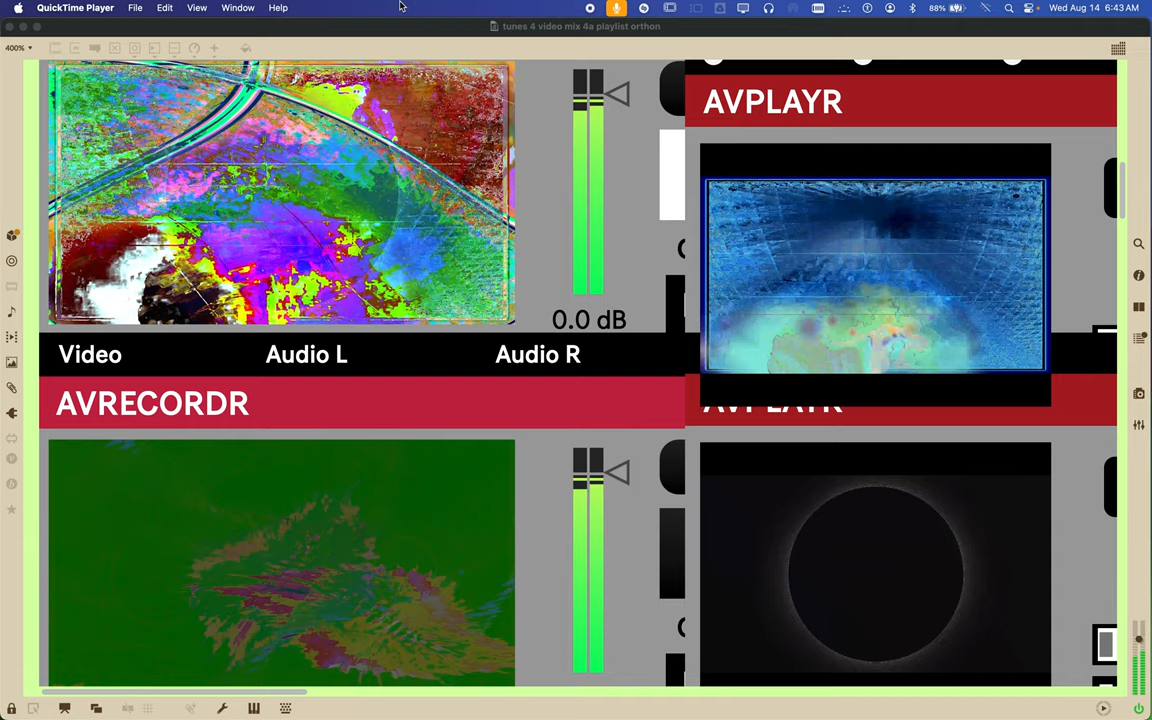 QuickTime Player File Edit View Window Help 88% Wed Aug 14 6:43 AM
tunes 4 video mix 4a playlist orthon
400%
AVPLAYR
0.0 dB
Video Audio L Audio R
AVRECORDR
AVPLAYR